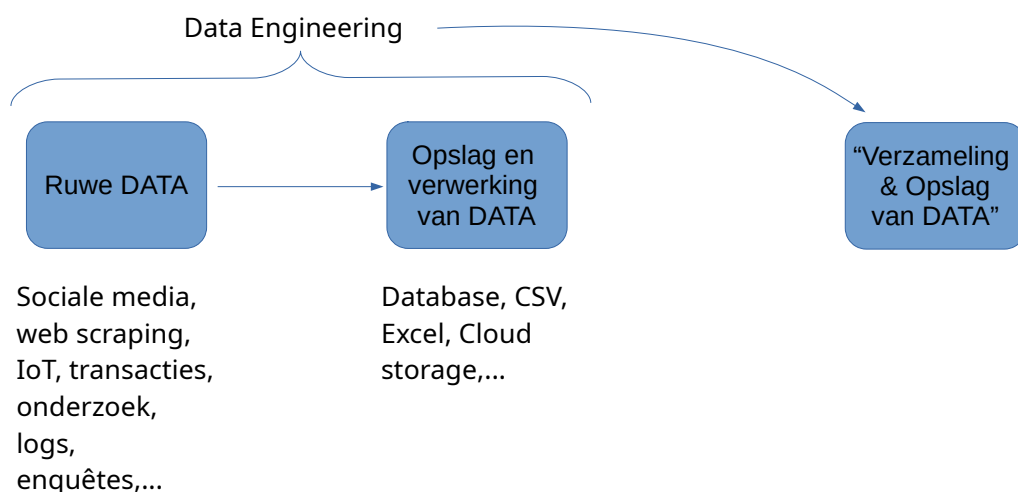 Data Engineering
Ruwe DATA
Opslag en
verwerking
van DATA
“Verzameling
& Opslag
van DATA”
Sociale media,
web scraping,
IoT, transacties,
onderzoek,
logs,
enquêtes,...
Database, CSV,
Excel, Cloud
storage,...